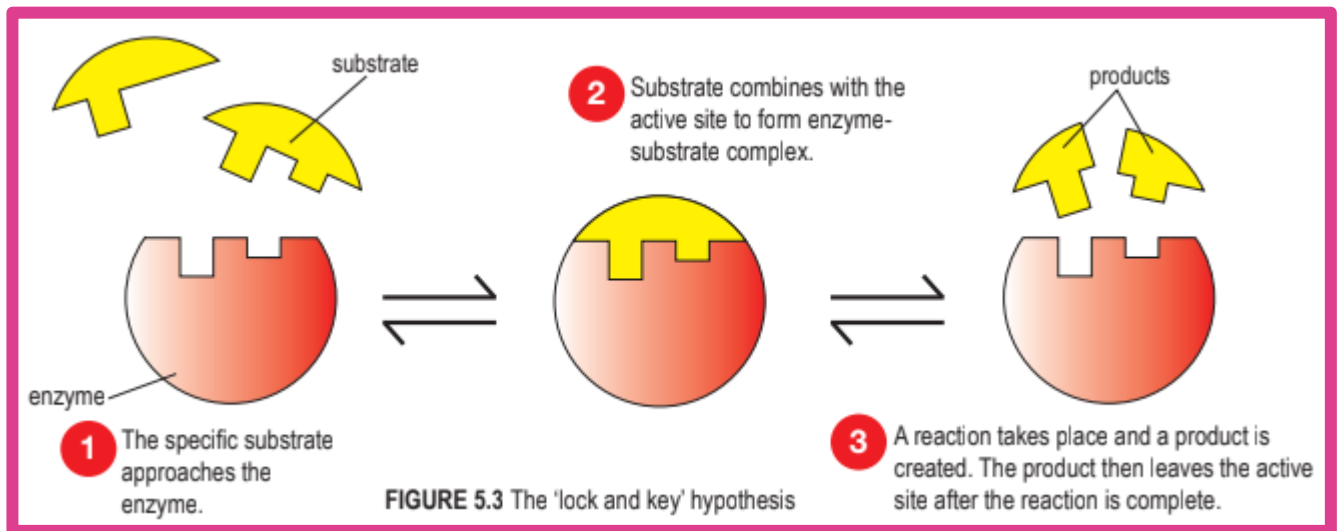 substrate
enzyme
1
The specific substrate
approaches the
enzyme.
2
Substrate combines with the
active site to form enzyme-
substrate complex.
products
3
A reaction takes place and a product is
created. The product then leaves the active
site after the reaction is complete.
FIGURE 5.3 The ‘lock and key’ hypothesis